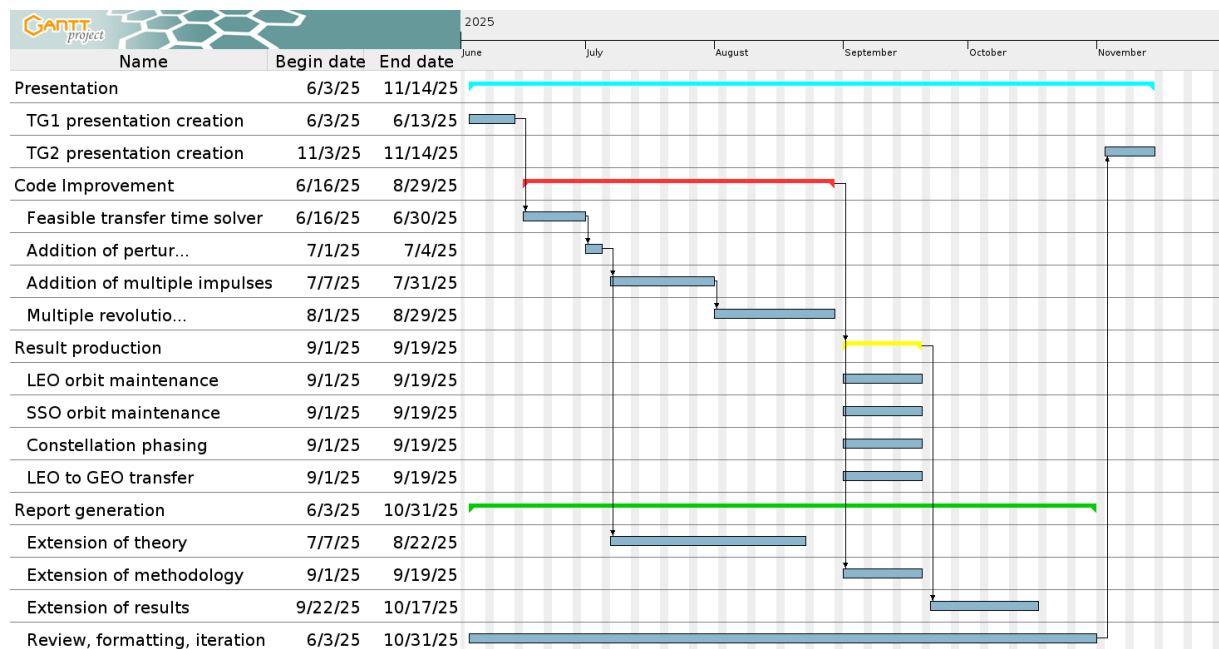 GANTT
project
2025
June July August September October November
Name Begin date End date
Presentation 6/3/25 11/14/25
TG1 presentation creation 6/3/25 6/13/25
TG2 presentation creation 11/3/25 11/14/25
Code Improvement 6/16/25 8/29/25
Feasible transfer time solver 6/16/25 6/30/25
Addition of pertur... 7/1/25 7/4/25
Addition of multiple impulses 7/7/25 7/31/25
Multiple revolutio... 8/1/25 8/29/25
Result production 9/1/25 9/19/25
LEO orbit maintenance 9/1/25 9/19/25
SSO orbit maintenance 9/1/25 9/19/25
Constellation phasing 9/1/25 9/19/25
LEO to GEO transfer 9/1/25 9/19/25
Report generation 6/3/25 10/31/25
Extension of theory 7/7/25 8/22/25
Extension of methodology 9/1/25 9/19/25
Extension of results 9/22/25 10/17/25
Review, formatting, iteration 6/3/25 10/31/25